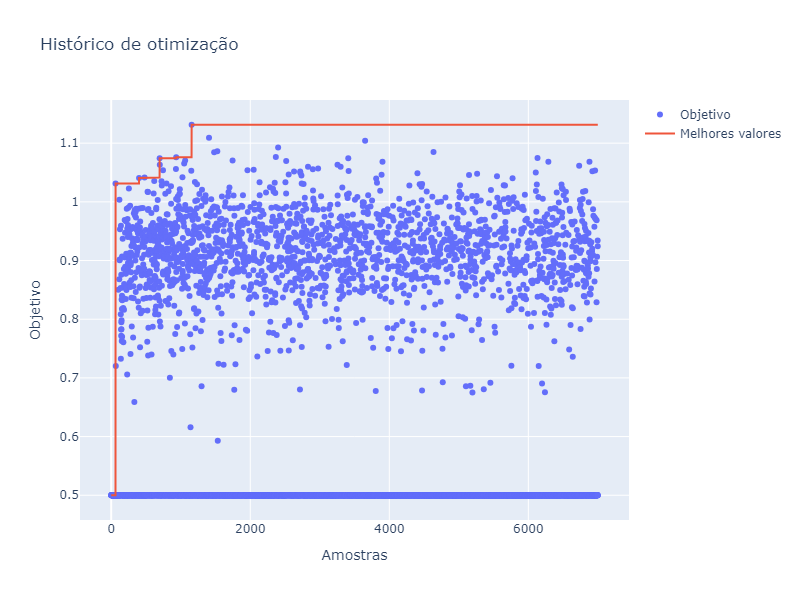 Histórico de otimização
Objetivo
Melhores valores
1.1
1
0.9
0.8
0.7
0.6
0.5
Objetivo
0
2000
4000
6000
Amostras